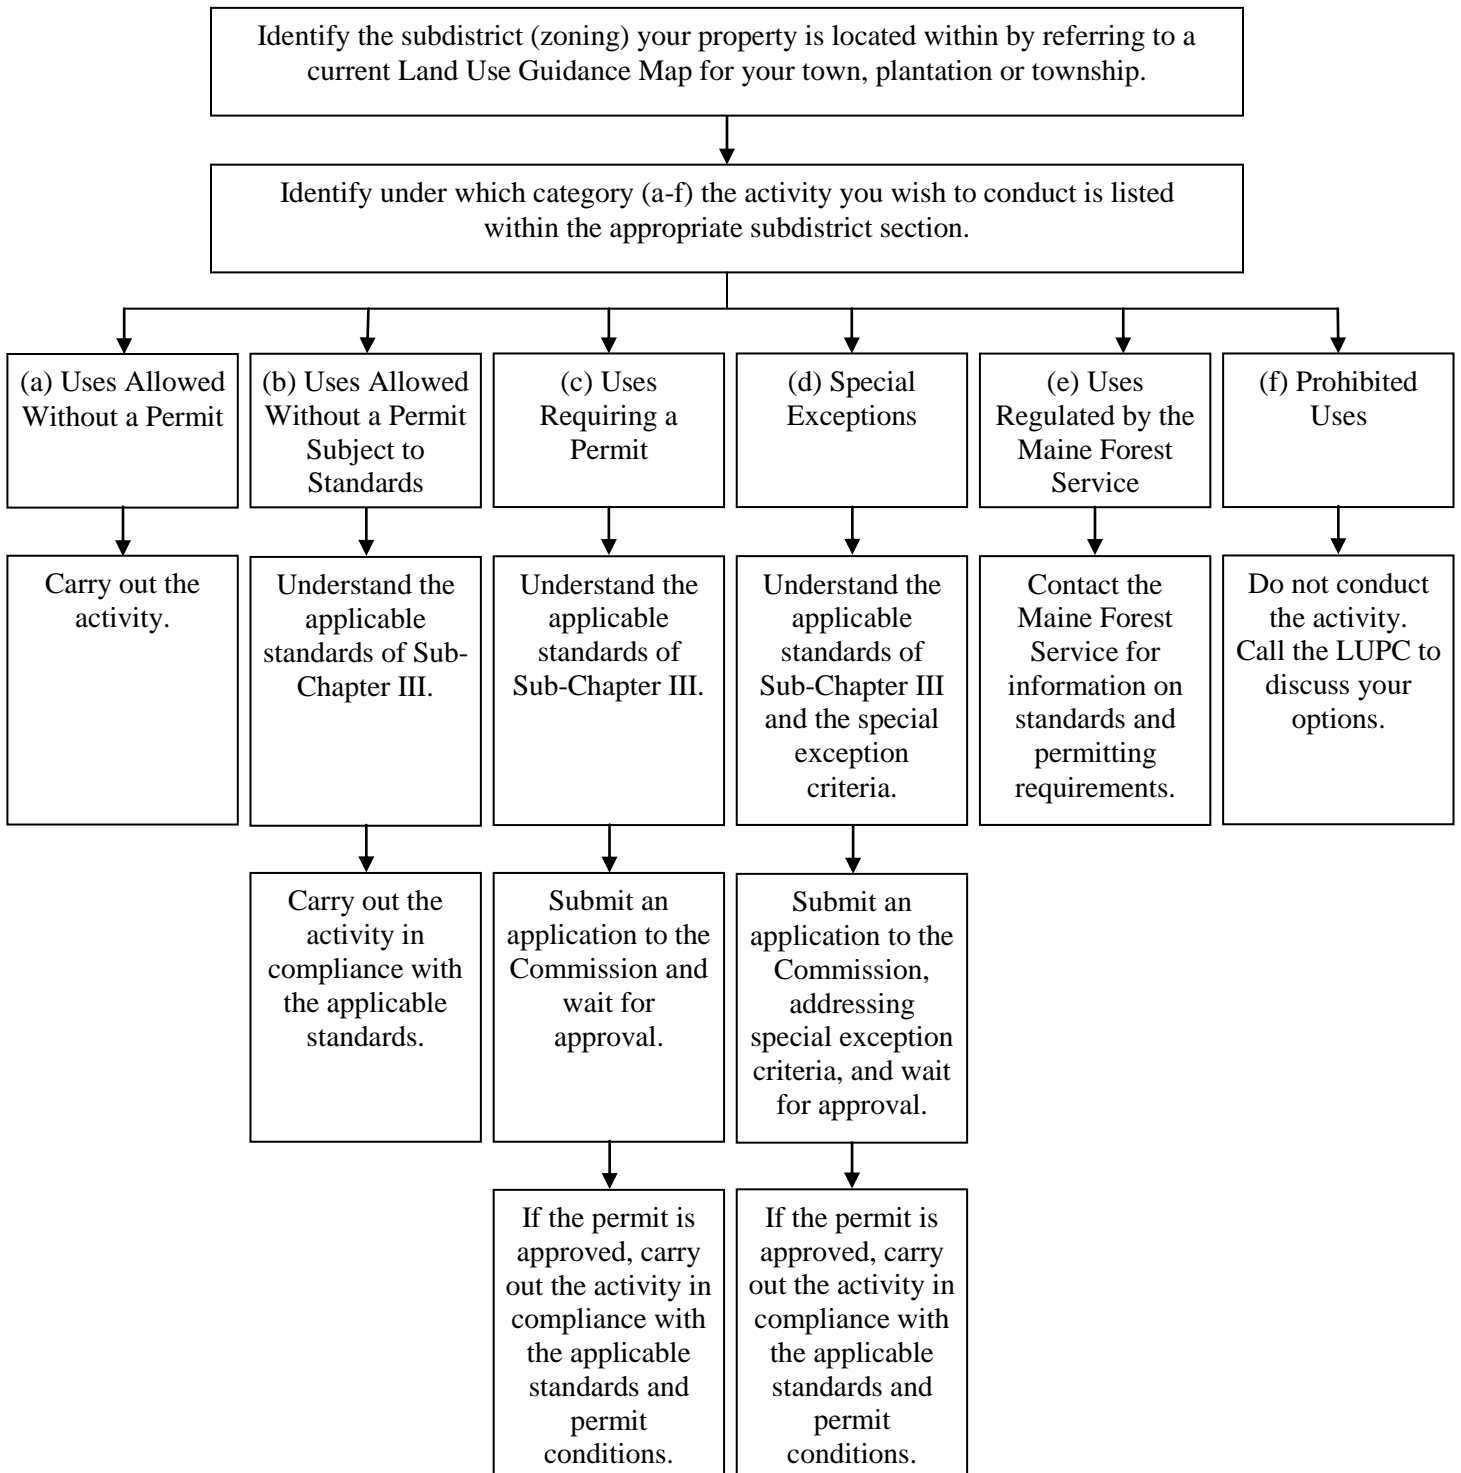 Identify the subdistrict (zoning) your property is located within by referring to a
current Land Use Guidance Map for your town, plantation or township.
Identify under which category (a-f) the activity you wish to conduct is listed
within the appropriate subdistrict section.
(a) Uses Allowed
Without a Permit
(b) Uses Allowed
Without a Permit
Subject to
Standards
(c) Uses
Requiring a
Permit
(d) Special
Exceptions
(e) Uses
Regulated by the
Maine Forest
Service
(f) Prohibited
Uses
Carry out the
activity.
Understand the
applicable
standards of Sub-
Chapter III.
Understand the
applicable
standards of
Sub-Chapter III.
Understand the
applicable
standards of
Sub-Chapter III
and the special
exception
criteria.
Contact the
Maine Forest
Service for
information on
standards and
permitting
requirements.
Do not conduct
the activity.
Call the LUPC to
discuss your
options.
Carry out the
activity in
compliance with
the applicable
standards.
Submit an
application to the
Commission and
wait for
approval.
Submit an
application to the
Commission,
addressing
special exception
criteria, and wait
for approval.
If the permit is
approved, carry
out the activity in
compliance with
the applicable
standards and
permit
conditions.
If the permit is
approved, carry
out the activity in
compliance with
the applicable
standards and
permit
conditions.